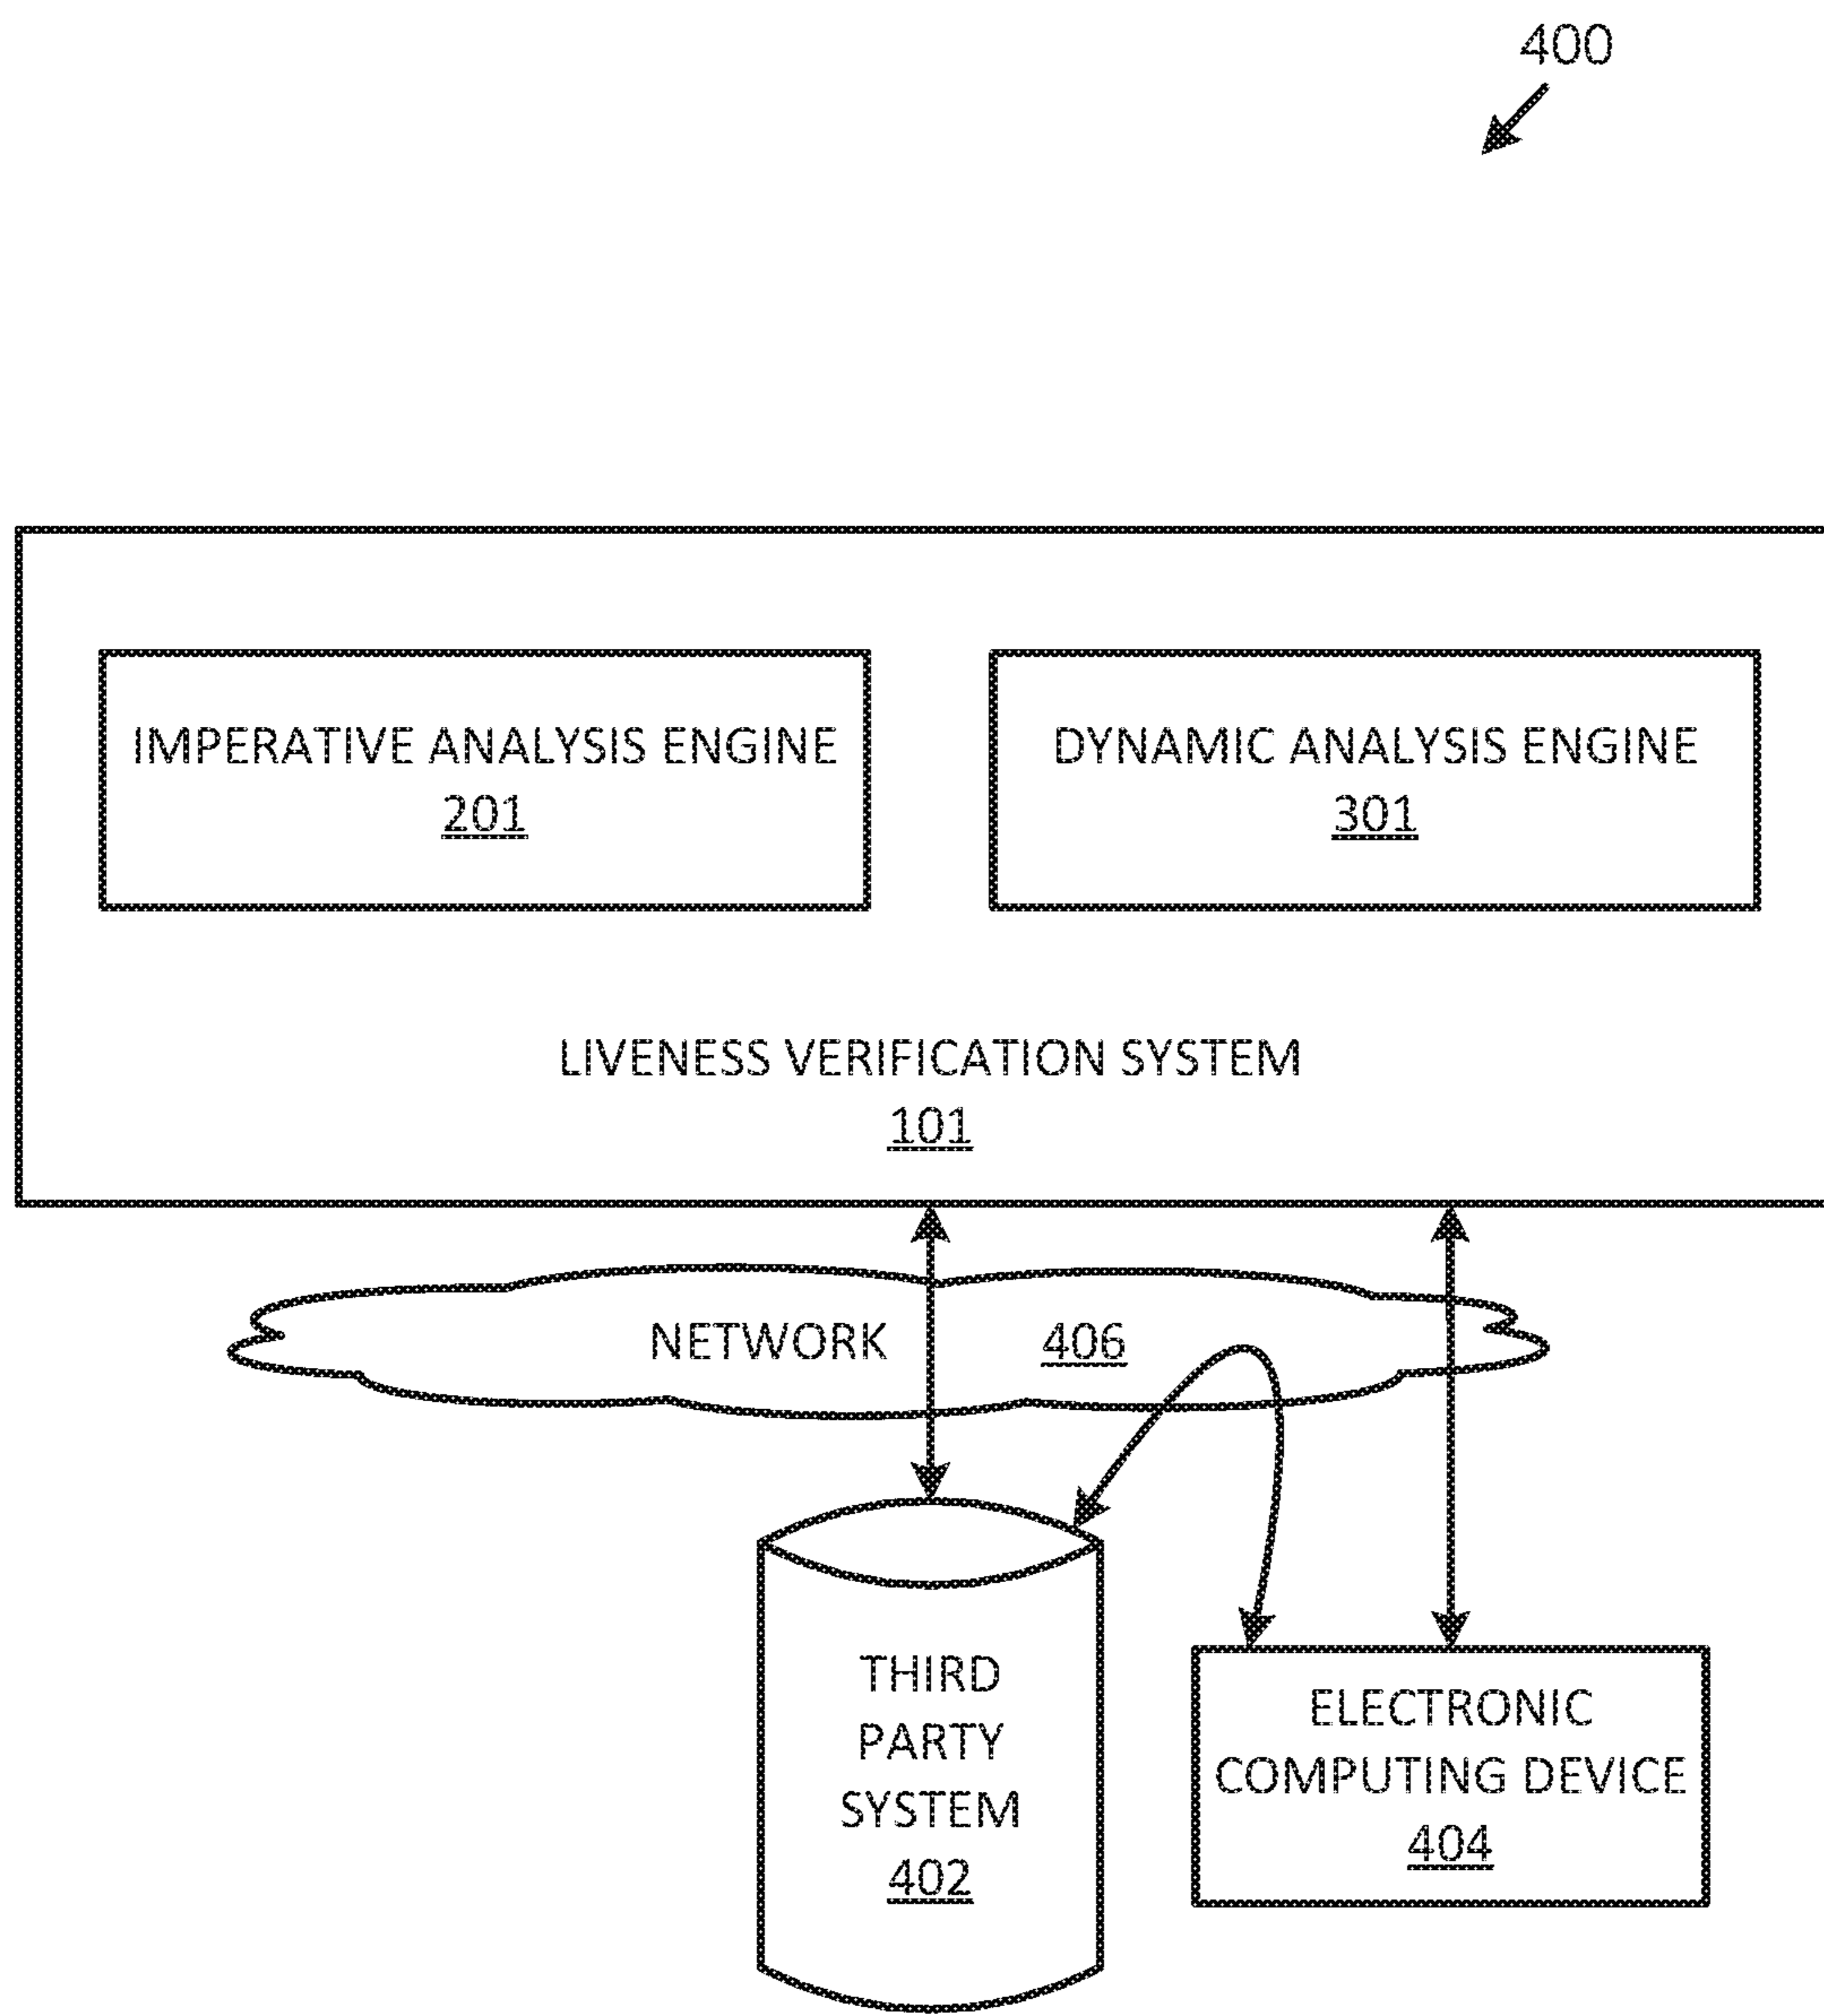 400
IMPERATIVE ANALYSIS ENGINE
201
DYNAMIC ANALYSIS ENGINE
301
LIVENESS VERIFICATION SYSTEM
101
NETWORK 406
THIRD
PARTY
SYSTEM
402
ELECTRONIC
COMPUTING DEVICE
404